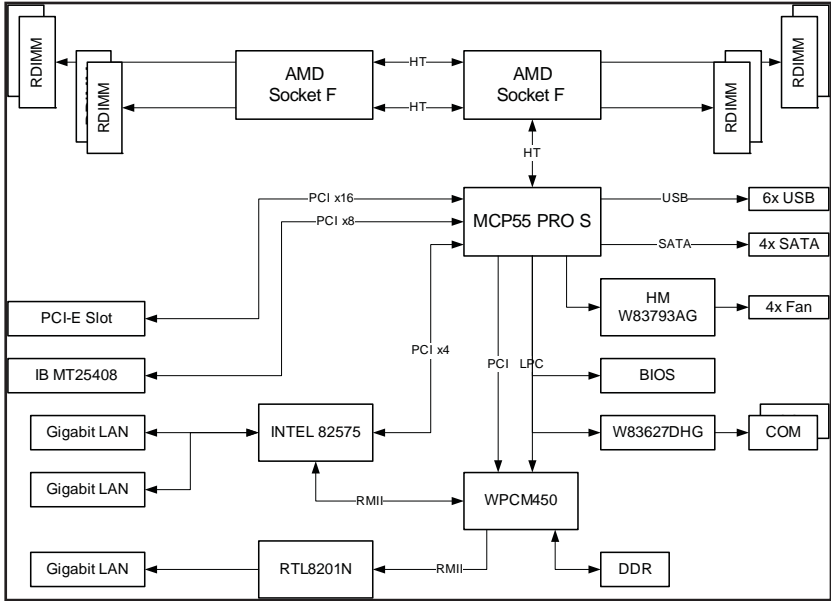 RDIMM
RDIMM
AMD
Socket F
HT
HT
AMD
Socket F
RDIMM
RDIMM
HT
PCI x16
PCI x8
MCP55 PRO S
USB
6x USB
SATA
4x SATA
HM
W83793AG
4x Fan
PCI-E Slot
PCI x4
PCI
LPC
IB MT25408
BIOS
Gigabit LAN
INTEL 82575
W83627DHG
COM
Gigabit LAN
RMII
WPCM450
Gigabit LAN
RTL8201N
RMII
DDR